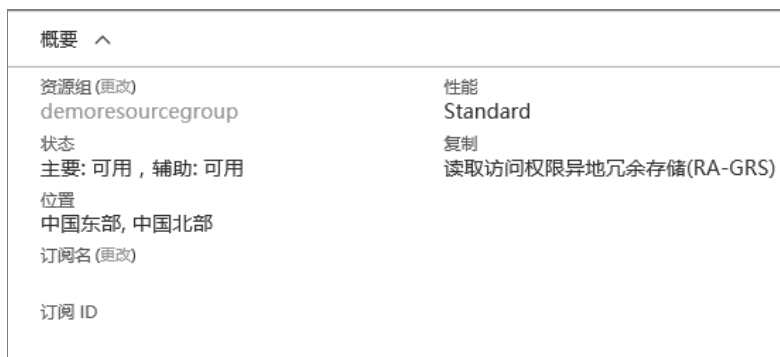 概要
资源组 (更改)
demoresourcegroup
状态
主要: 可用，辅助: 可用
位置
中国东部, 中国北部
订阅名 (更改)
订阅 ID
性能
Standard
复制
读取访问权限异地冗余存储(RA-GRS)